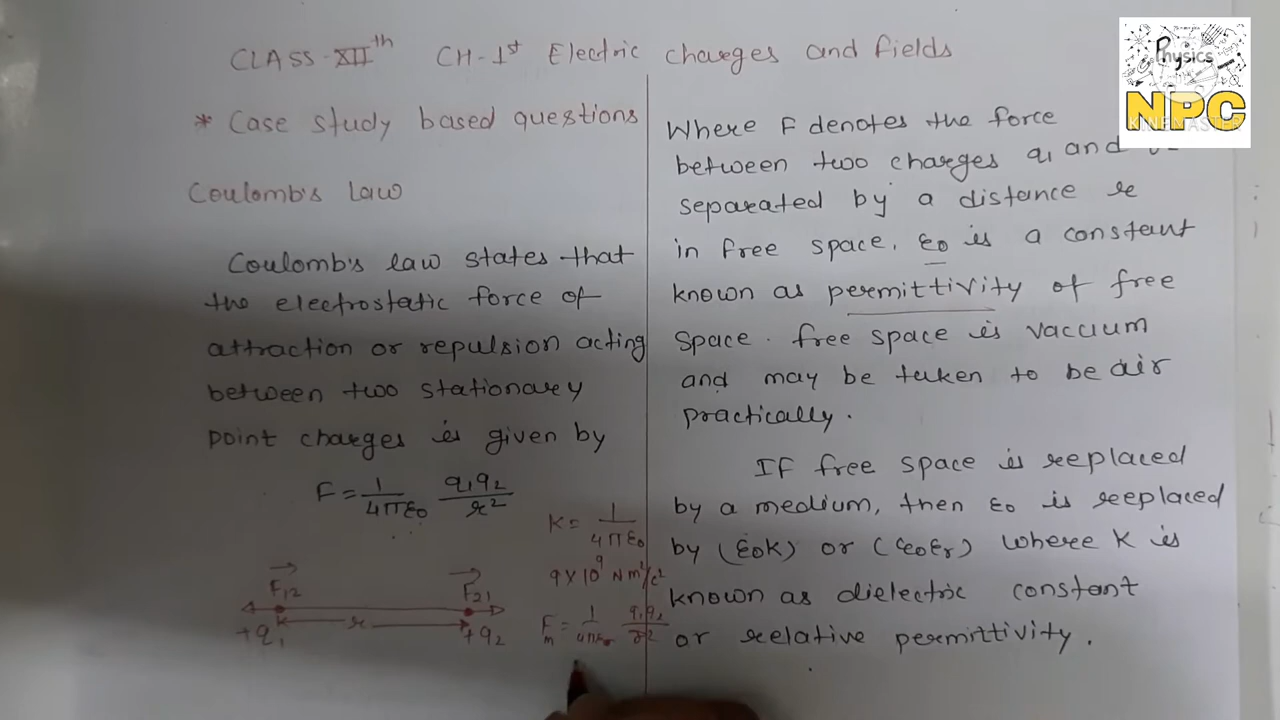 CLASS-XIIth CH-1st Electric charges and fields
* Case study based questions
Coulomb's law
Coulomb's law states that
the electrostatic force of
attraction or repulsion acting
between two stationary
point charges is given by
F = 1/4πε0 q1q2/r²
K = 1/4πε0
9 X 10^9 Nm²/c²
Fm = 1/4πε0 q1q2/r²
F12
F21
+q1
r
+q2
Where F denotes the force
between two charges q1 and
separated by a distance r
in free space, ε0 is a constant
known as permittivity of free
space. free space is vaccium
and may be taken to be air
practically.
If free space is replaced
by a medium, then ε0 is reeplaced
by (ε0K) or (ε0εr) where K is
known as dielectric constant
or relative permittivity.
Physics
NPC
KINEMASTER